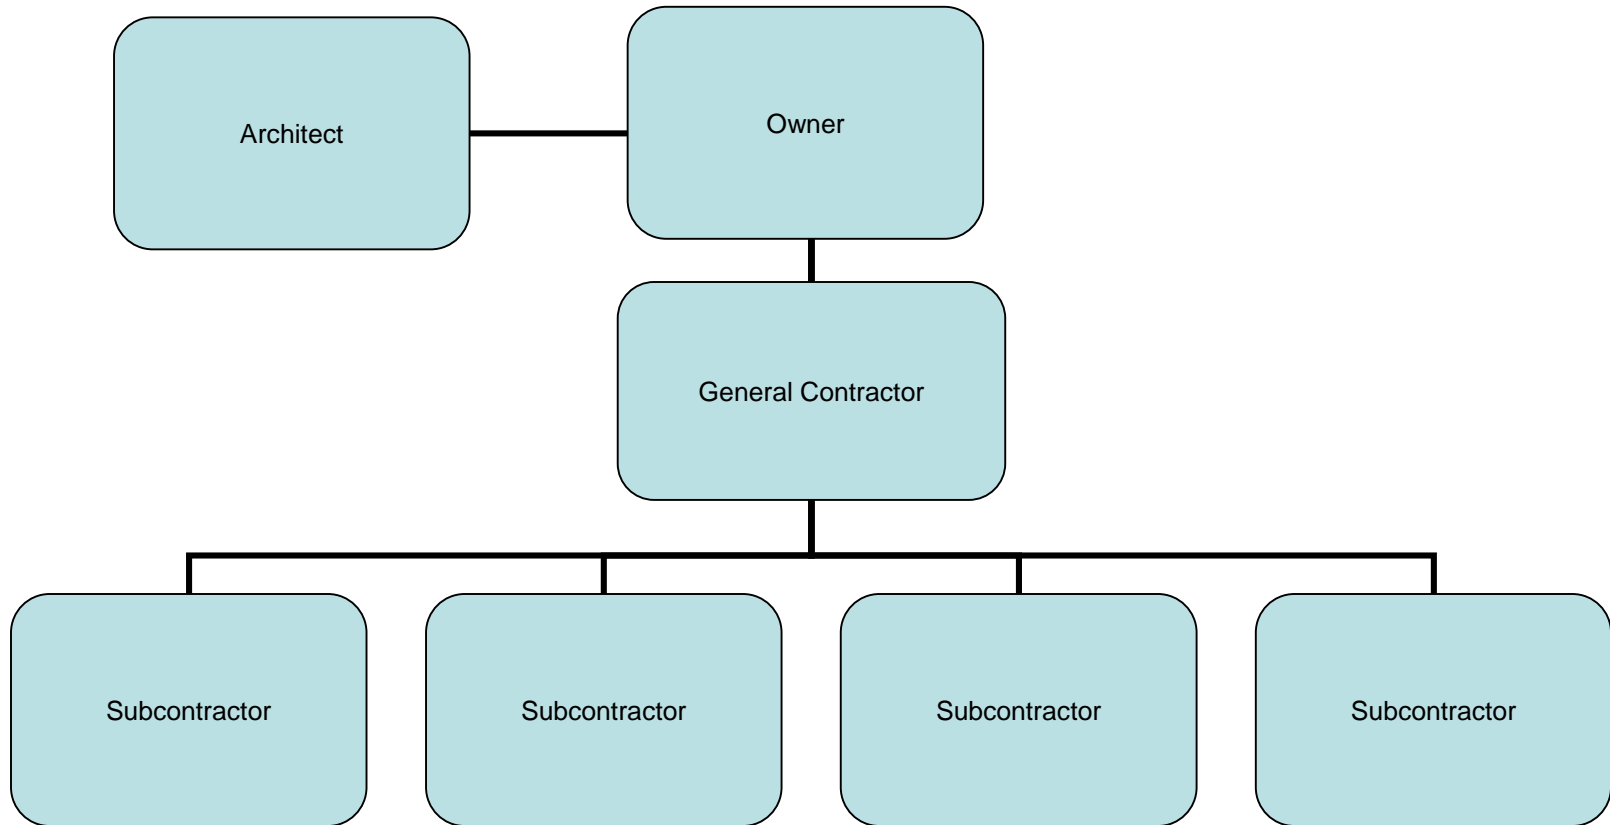 Architect
Owner
General Contractor
Subcontractor
Subcontractor
Subcontractor
Subcontractor